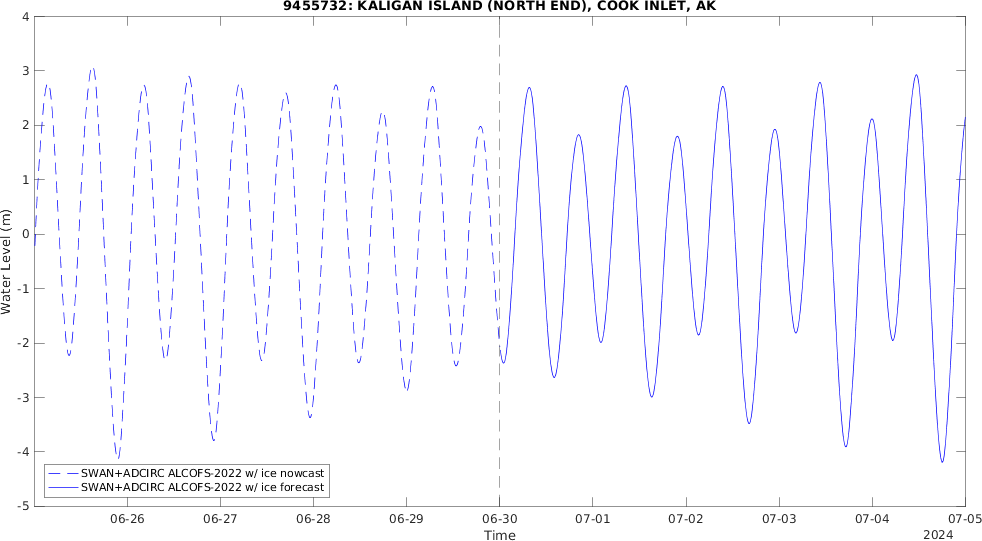 9455732: KALIGAN ISLAND (NORTH END), COOK INLET, AK
4
3
2
1
0
-1
-2
-3
-4
-5
Water Level (m)
SWAN+ADCIRC ALCOFS-2022 w/ ice nowcast
SWAN+ADCIRC ALCOFS-2022 w/ ice forecast
06-26 06-27 06-28 06-29 06-30 07-01 07-02 07-03 07-04 07-05
Time
2024